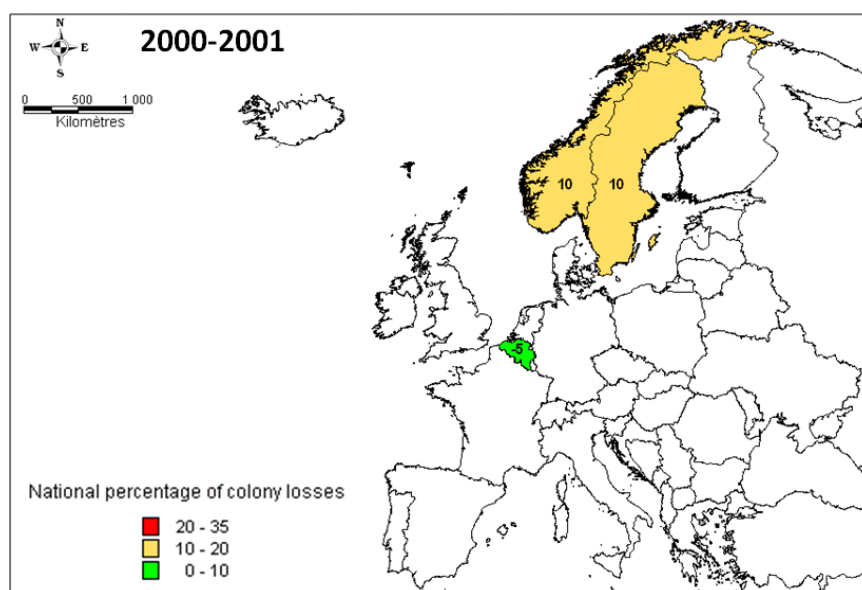 N
W E
S
2000-2001
0 500 1 000
Kilomètres
10 10
-5
National percentage of colony losses
20 - 35
10 - 20
0 - 10